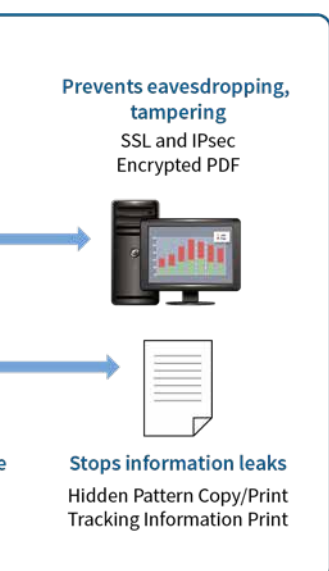 Prevents eavesdropping,
tampering
SSL and IPsec
Encrypted PDF
e
Stops information leaks
Hidden Pattern Copy/Print
Tracking Information Print